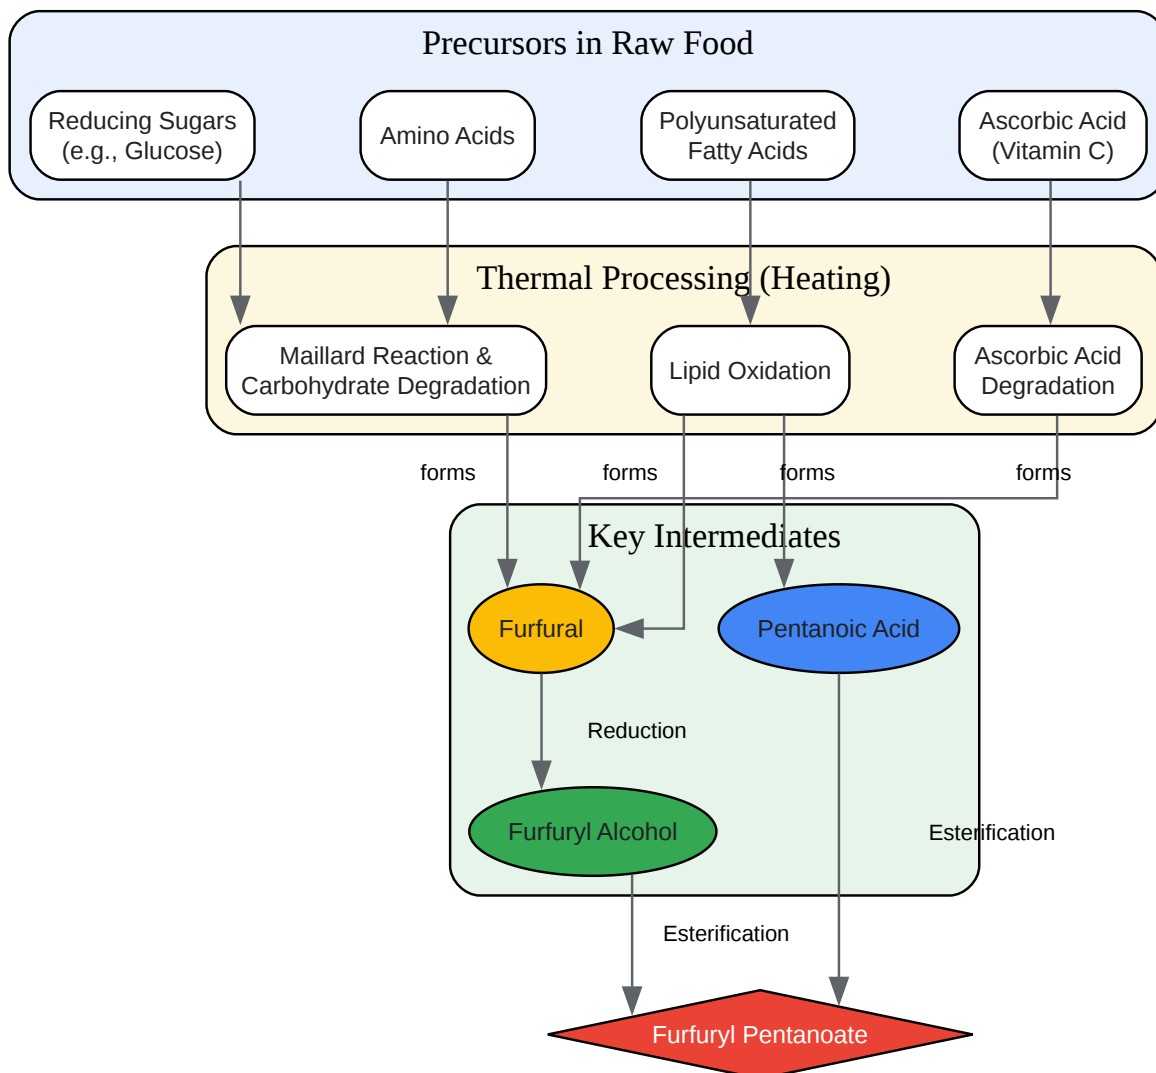 Precursors in Raw Food
Reducing Sugars
(e.g., Glucose)
Amino Acids
Polyunsaturated
Fatty Acids
Ascorbic Acid
(Vitamin C)
Thermal Processing (Heating)
Maillard Reaction &
Carbohydrate Degradation
Lipid Oxidation
Ascorbic Acid
Degradation
forms
forms
forms
forms
Key Intermediates
Furfural
Pentanoic Acid
Reduction
Furfuryl Alcohol
Esterification
Esterification
Furfuryl Pentanoate